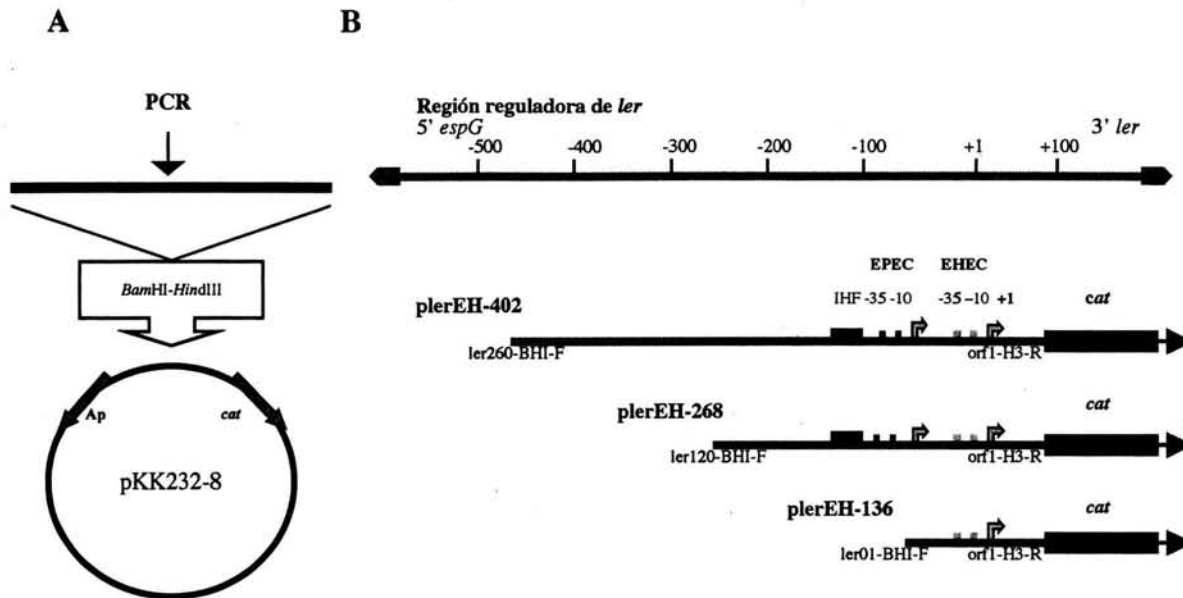 A
PCR
BamHI-HindIII
Ap
cat
pKK232-8
B
Región reguladora de ler
5' espG
3' ler
-500 -400 -300 -200 -100 +1 +100
EPEC EHEC
IHF -35 -10 -35 -10 +1 cat
plerEH-402
ler260-BHI-F orf1-H3-R
plerEH-268 cat
ler120-BHI-F orf1-H3-R
plerEH-136 cat
ler01-BHI-F orf1-H3-R